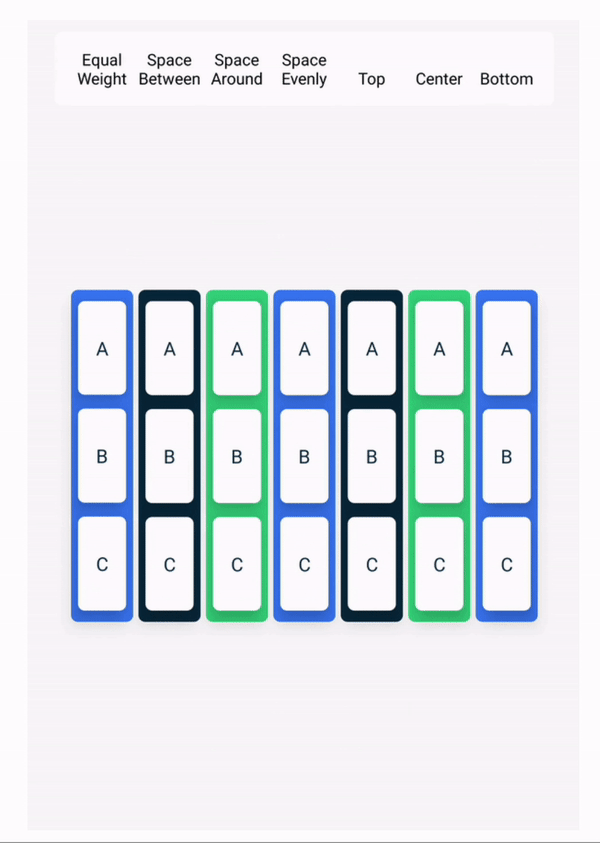 Equal Space Space Space
Weight Between Around Evenly Top Center Bottom
A A A A A A A
B B B B B B B
C C C C C C C